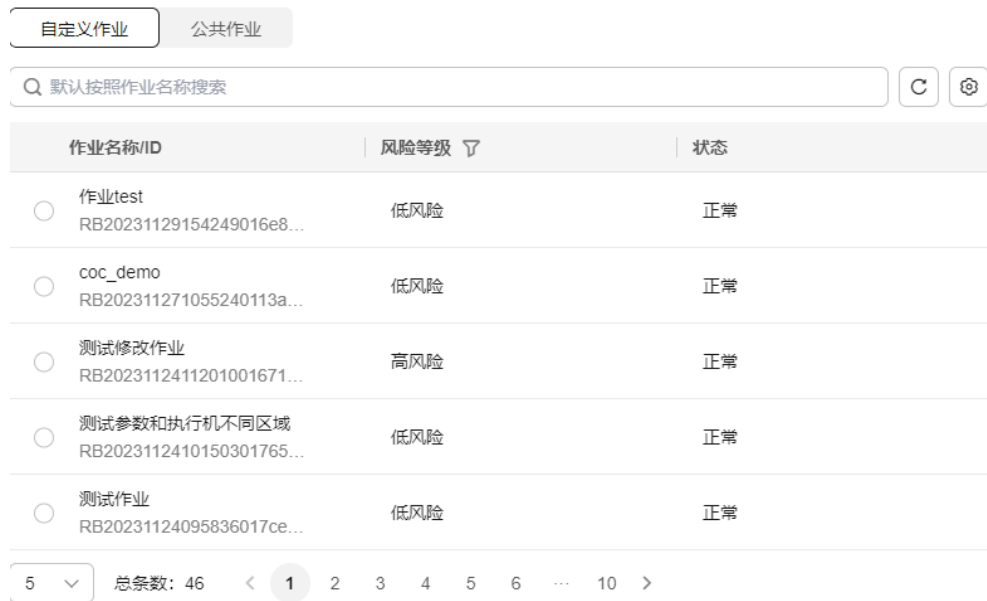 自定义作业 公共作业
默认按照作业名称搜索
作业名称/ID 风险等级 状态
作业test
RB20231129154249016e8...
低风险 正常
coc_demo
RB202311271055240113a...
低风险 正常
测试修改作业
RB2023112411201001671...
高风险 正常
测试参数和执行机不同区域
RB2023112410150301765...
低风险 正常
测试作业
RB20231124095836017ce...
低风险 正常
5 总条数：46 < 1 2 3 4 5 6 ... 10 >